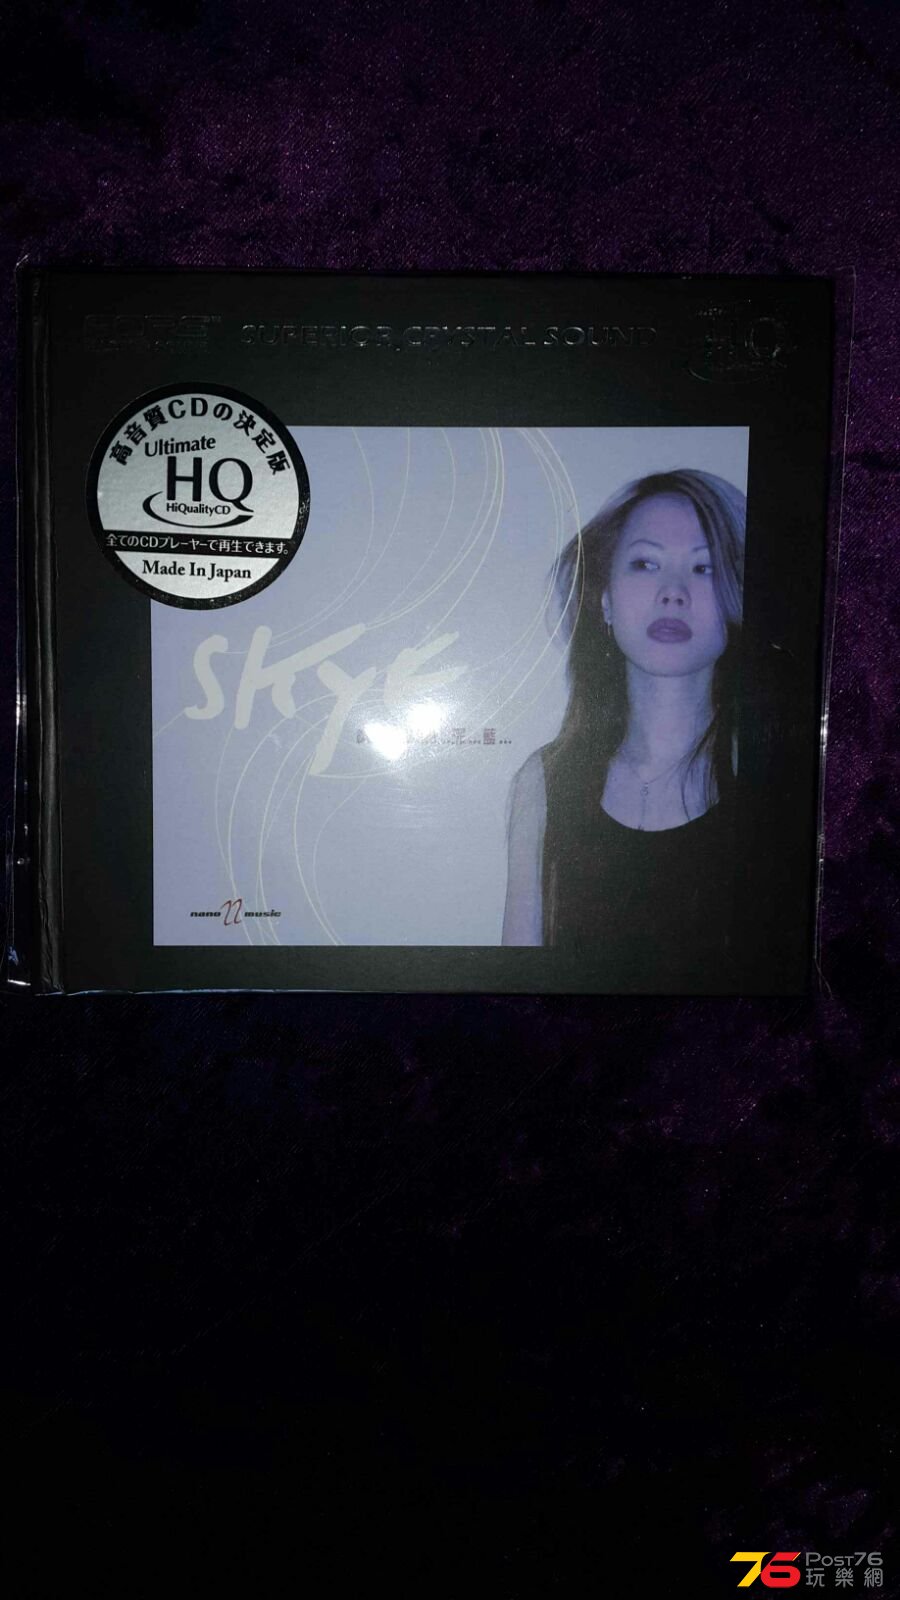 SUPERIOR CRYSTAL SOUND
HQ
高音質CDの決定版
Ultimate
HQ
HiQualityCD
全てのCDプレーヤーで再生できます。
Made In Japan
SKYE
藍...
nano n music
76 POST76
玩樂網